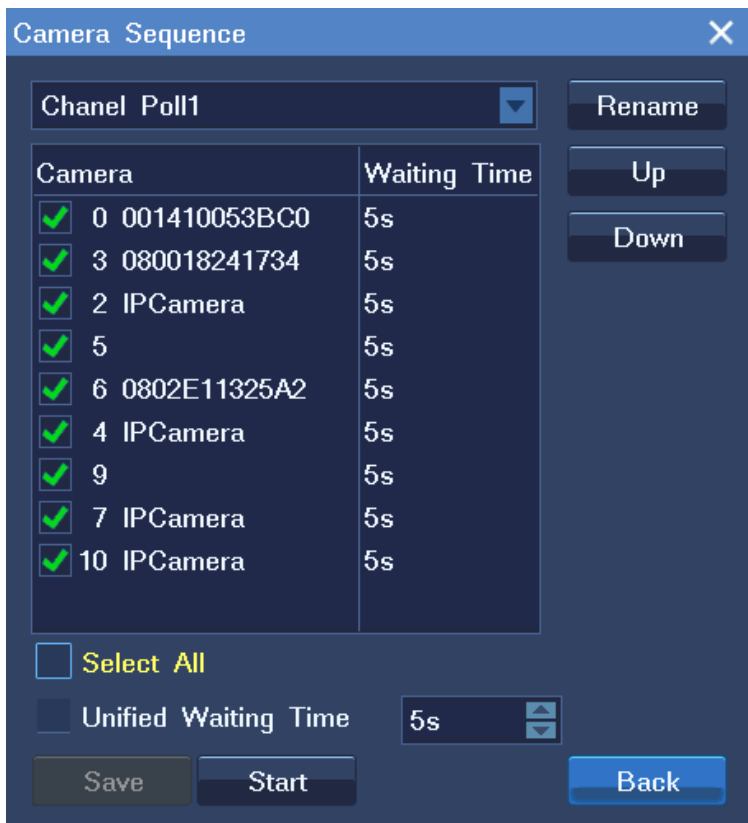 Camera Sequence
Chanel Poll1
Rename
Camera Waiting Time
Up
0 001410053BC0 5s
Down
3 080018241734 5s
2 IPCamera 5s
5 5s
6 0802E11325A2 5s
4 IPCamera 5s
9 5s
7 IPCamera 5s
10 IPCamera 5s
Select All
Unified Waiting Time 5s
Save Start Back